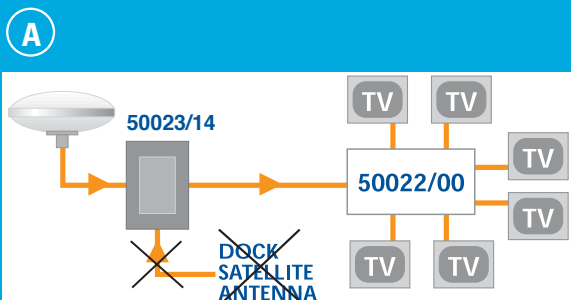 A
50023/14
TV
TV
TV
50022/00
TV
TV
TV
DOCK
SATELLITE
ANTENNA